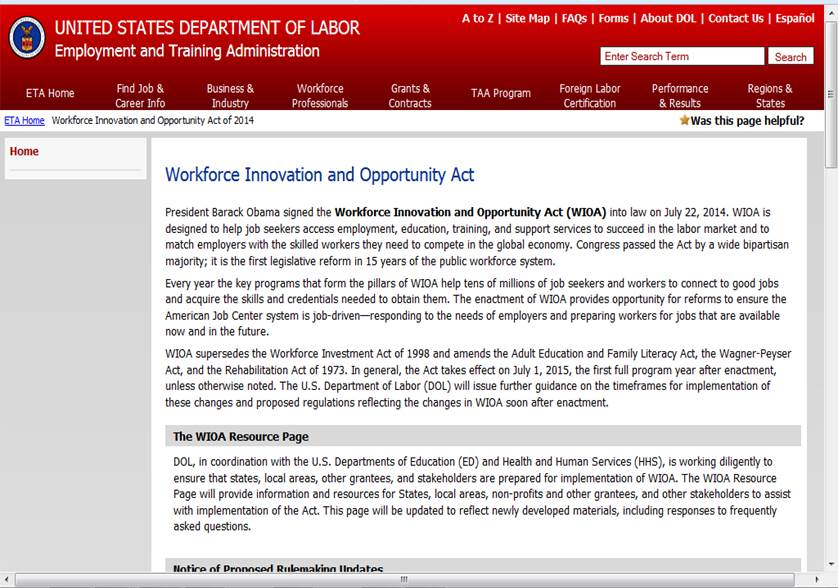 UNITED STATES DEPARTMENT OF LABOR
Employment and Training Administration
A to Z | Site Map | FAQs | Forms | About DOL | Contact Us | Español
Enter Search Term
Search
ETA Home
Find Job & Career Info
Business & Industry
Workforce Professionals
Grants & Contracts
TAA Program
Foreign Labor Certification
Performance & Results
Regions & States
ETA Home Workforce Innovation and Opportunity Act of 2014
Was this page helpful?
Home
Workforce Innovation and Opportunity Act
President Barack Obama signed the Workforce Innovation and Opportunity Act (WIOA) into law on July 22, 2014. WIOA is
designed to help job seekers access employment, education, training, and support services to succeed in the labor market and to
match employers with the skilled workers they need to compete in the global economy. Congress passed the Act by a wide bipartisan
majority; it is the first legislative reform in 15 years of the public workforce system.
Every year the key programs that form the pillars of WIOA help tens of millions of job seekers and workers to connect to good jobs
and acquire the skills and credentials needed to obtain them. The enactment of WIOA provides opportunity for reforms to ensure the
American Job Center system is job-driven—responding to the needs of employers and preparing workers for jobs that are available
now and in the future.
WIOA supersedes the Workforce Investment Act of 1998 and amends the Adult Education and Family Literacy Act, the Wagner-Peyser
Act, and the Rehabilitation Act of 1973. In general, the Act takes effect on July 1, 2015, the first full program year after enactment,
unless otherwise noted. The U.S. Department of Labor (DOL) will issue further guidance on the timeframes for implementation of
these changes and proposed regulations reflecting the changes in WIOA soon after enactment.
The WIOA Resource Page
DOL, in coordination with the U.S. Departments of Education (ED) and Health and Human Services (HHS), is working diligently to
ensure that states, local areas, other grantees, and stakeholders are prepared for implementation of WIOA. The WIOA Resource
Page will provide information and resources for States, local areas, non-profits and other grantees, and other stakeholders to assist
with implementation of the Act. This page will be updated to reflect newly developed materials, including responses to frequently
asked questions.
Notice of Proposed Rulemaking Updates